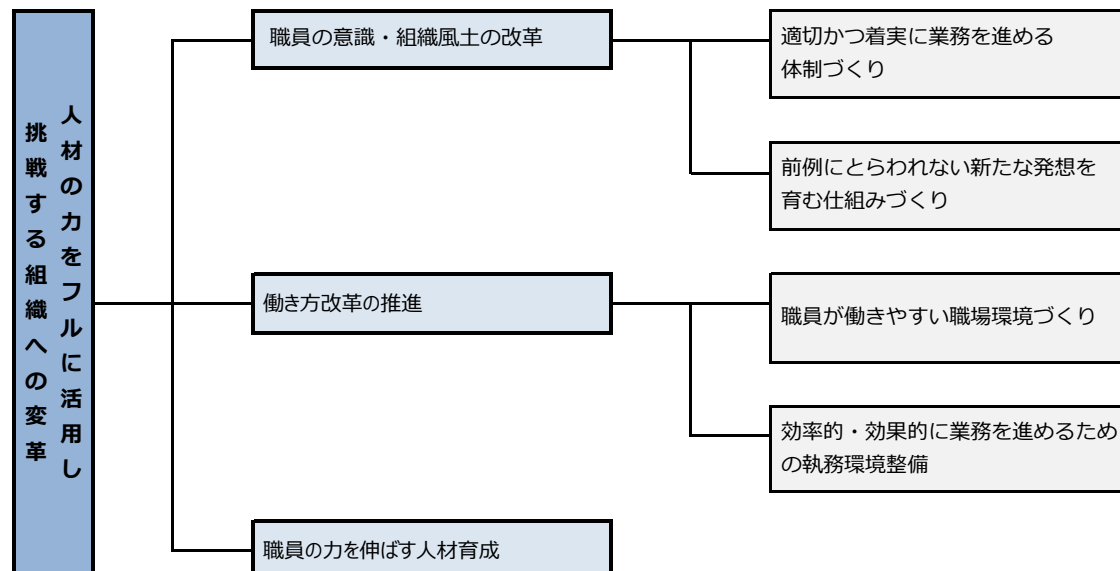 人材の力をフルに活用し
挑戦する組織への変革
職員の意識・組織風土の改革
適切かつ着実に業務を進める
体制づくり
前例にとらわれない新たな発想を
育む仕組みづくり
働き方改革の推進
職員が働きやすい職場環境づくり
効率的・効果的に業務を進めるため
の執務環境整備
職員の力を伸ばす人材育成